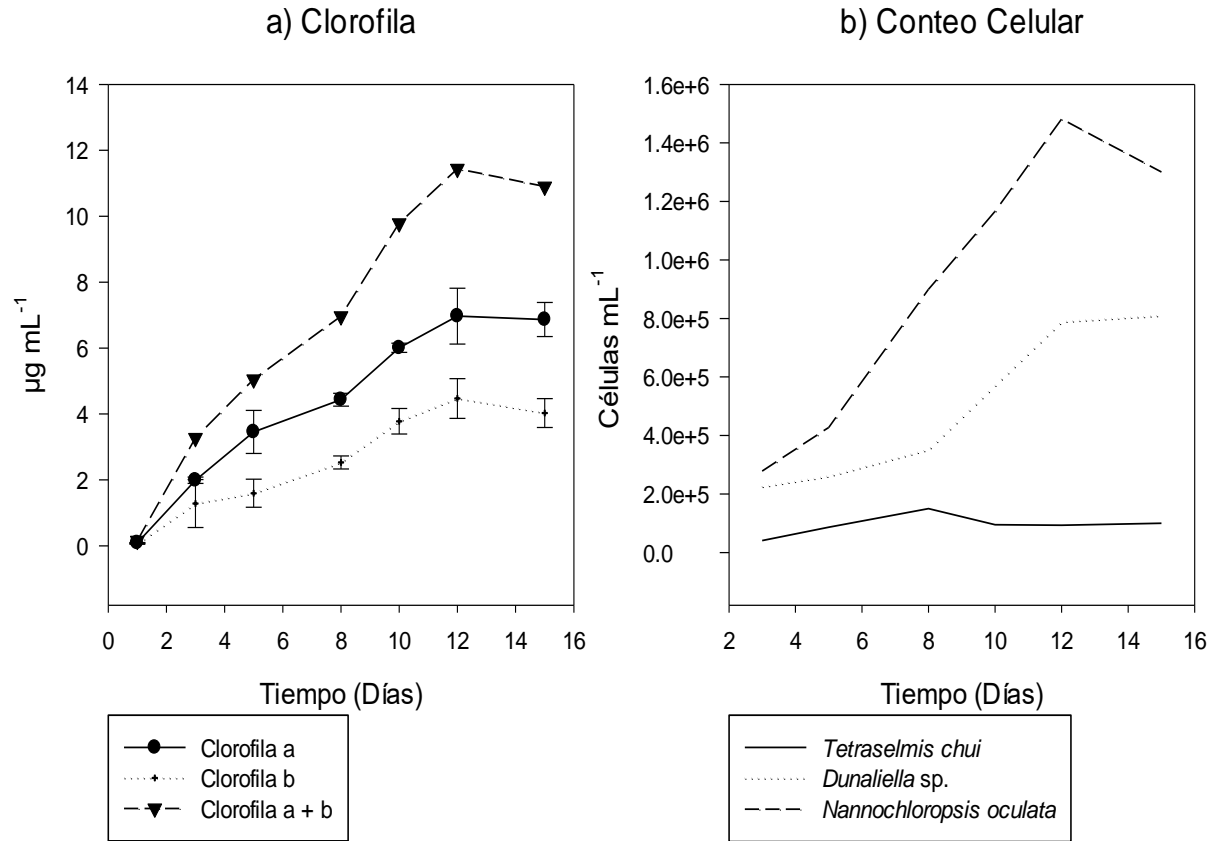 a) Clorofila
14
12
10
8
6
4
2
0
µg mL-1
0 2 4 6 8 10 12 14 16
Tiempo (Días)
Clorofila a
Clorofila b
Clorofila a + b
b) Conteo Celular
1.6e+6
1.4e+6
1.2e+6
1.0e+6
8.0e+5
6.0e+5
4.0e+5
2.0e+5
0.0
Células mL-1
2 4 6 8 10 12 14 16
Tiempo (Días)
Tetraselmis chui
Dunaliella sp.
Nannochloropsis oculata